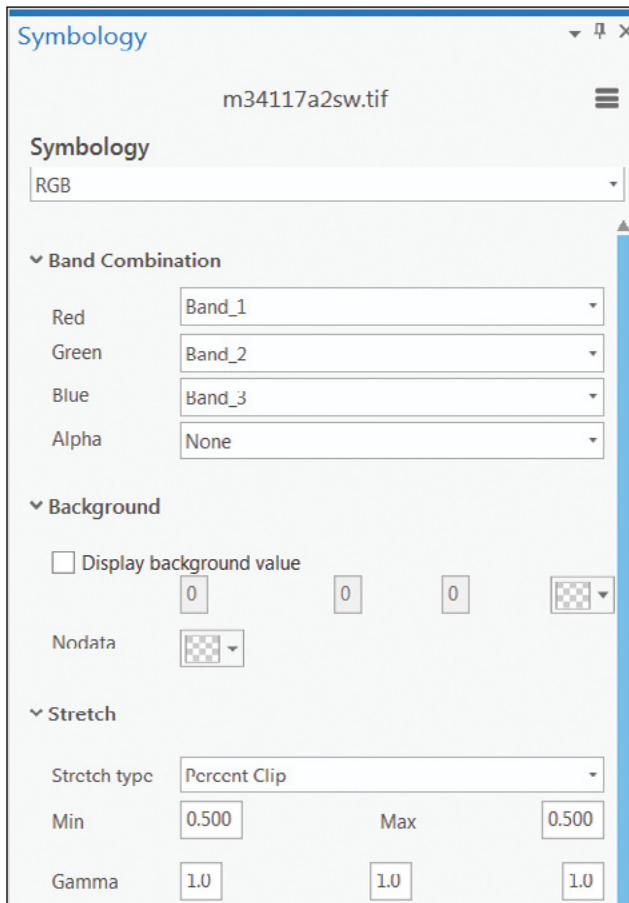 Symbology
m34117a2sw.tif
Symbology
RGB
Band Combination
Red Band_1
Green Band_2
Blue Band_3
Alpha None
Background
Display background value
0 0 0
Nodata
Stretch
Stretch type Percent Clip
Min 0.500 Max 0.500
Gamma 1.0 1.0 1.0